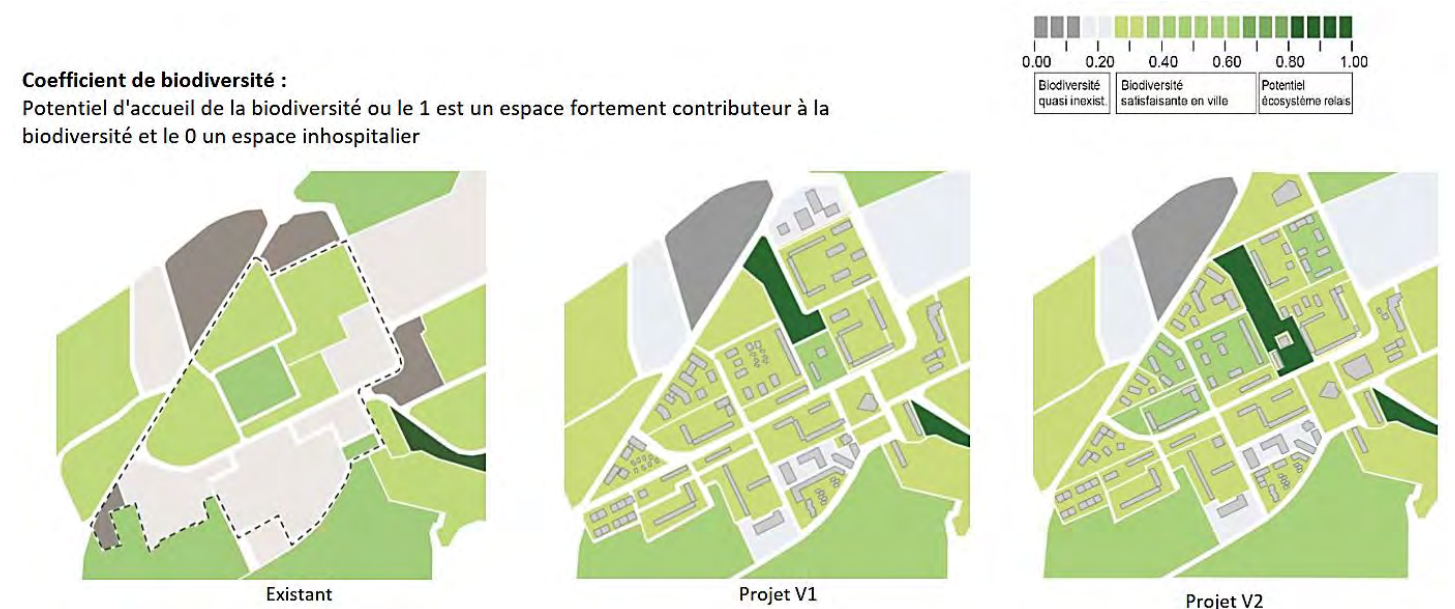 0.00 0.20 0.40 0.60 0.80 1.00
Biodiversité
quasi inexist.
Biodiversité
satisfaisante en ville
Potentiel
écosystème relais
Coefficient de biodiversité :
Potentiel d'accueil de la biodiversité ou le 1 est un espace fortement contributeur à la
biodiversité et le 0 un espace inhospitalier
Existant
Projet V1
Projet V2